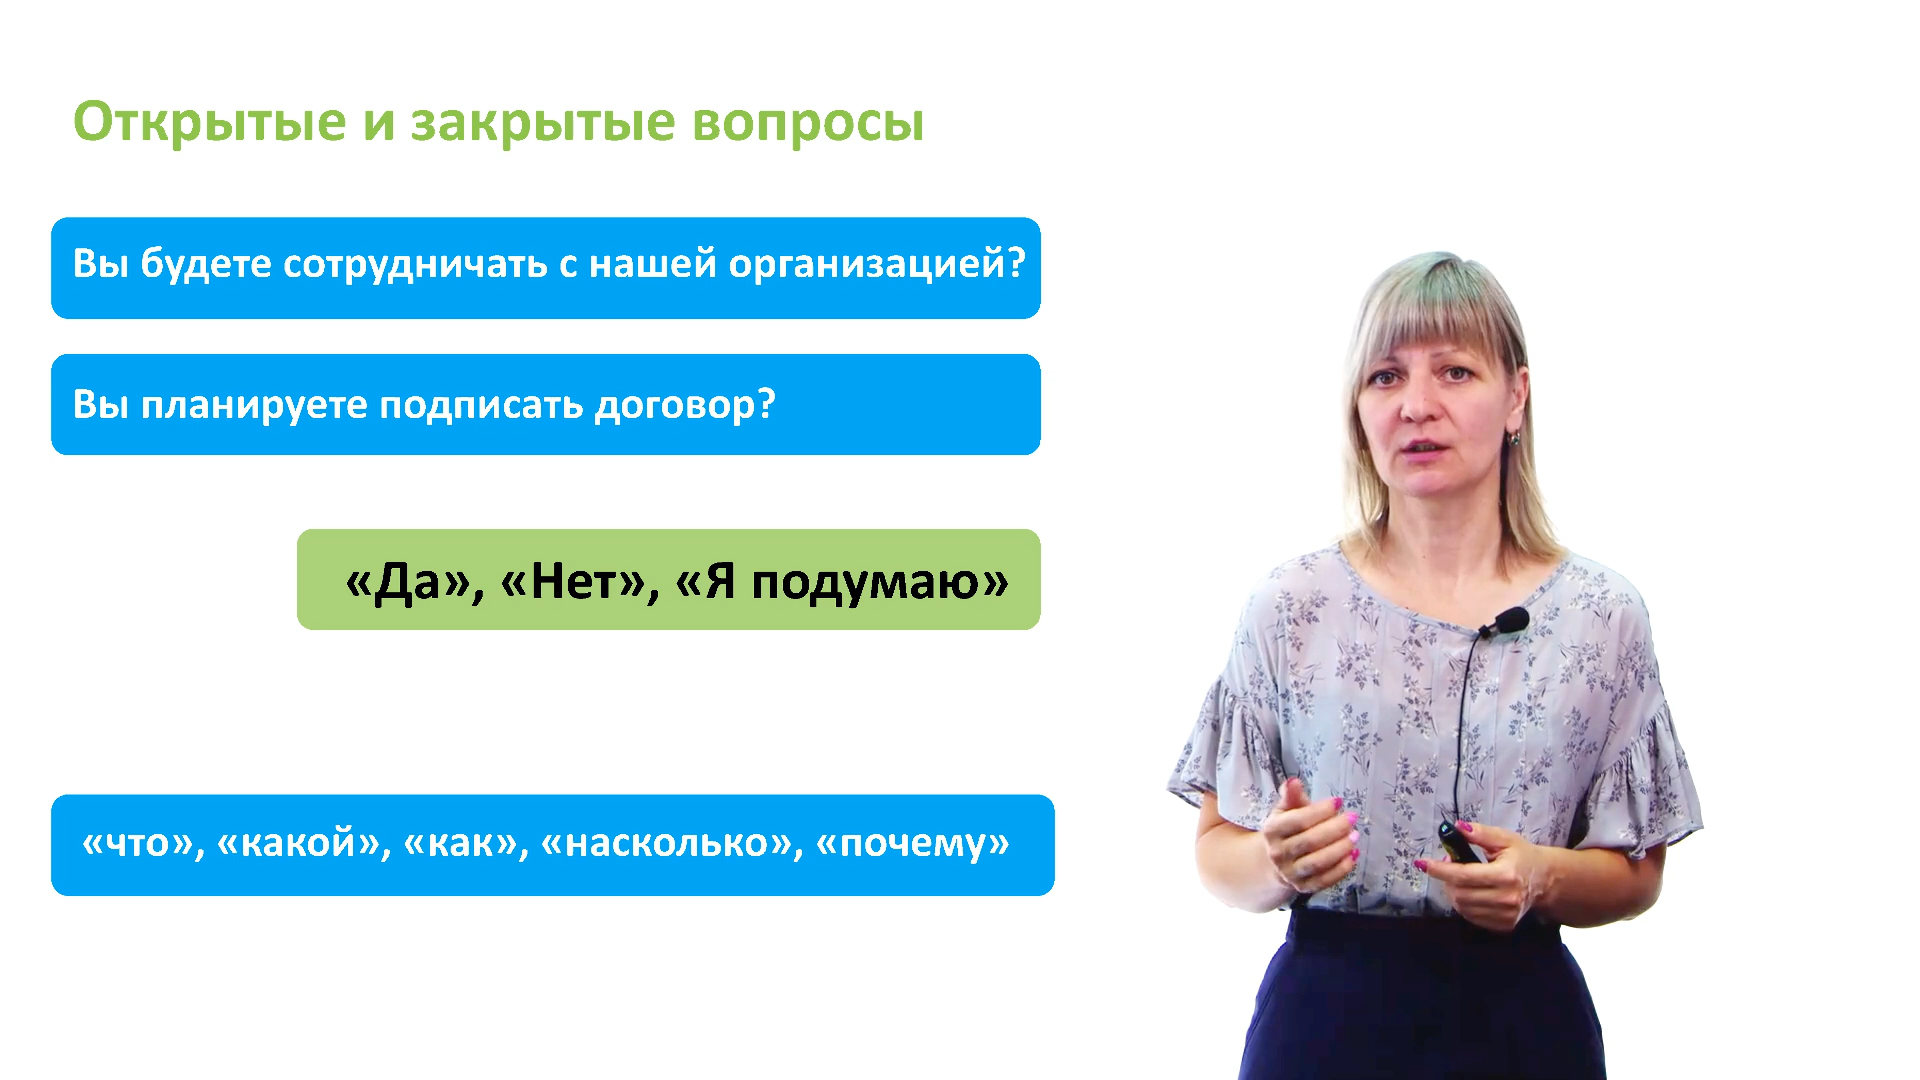 Открытые и закрытые вопросы
Вы будете сотрудничать с нашей организацией?
Вы планируете подписать договор?
«Да», «Нет», «Я подумаю»
«что», «какой», «как», «насколько», «почему»